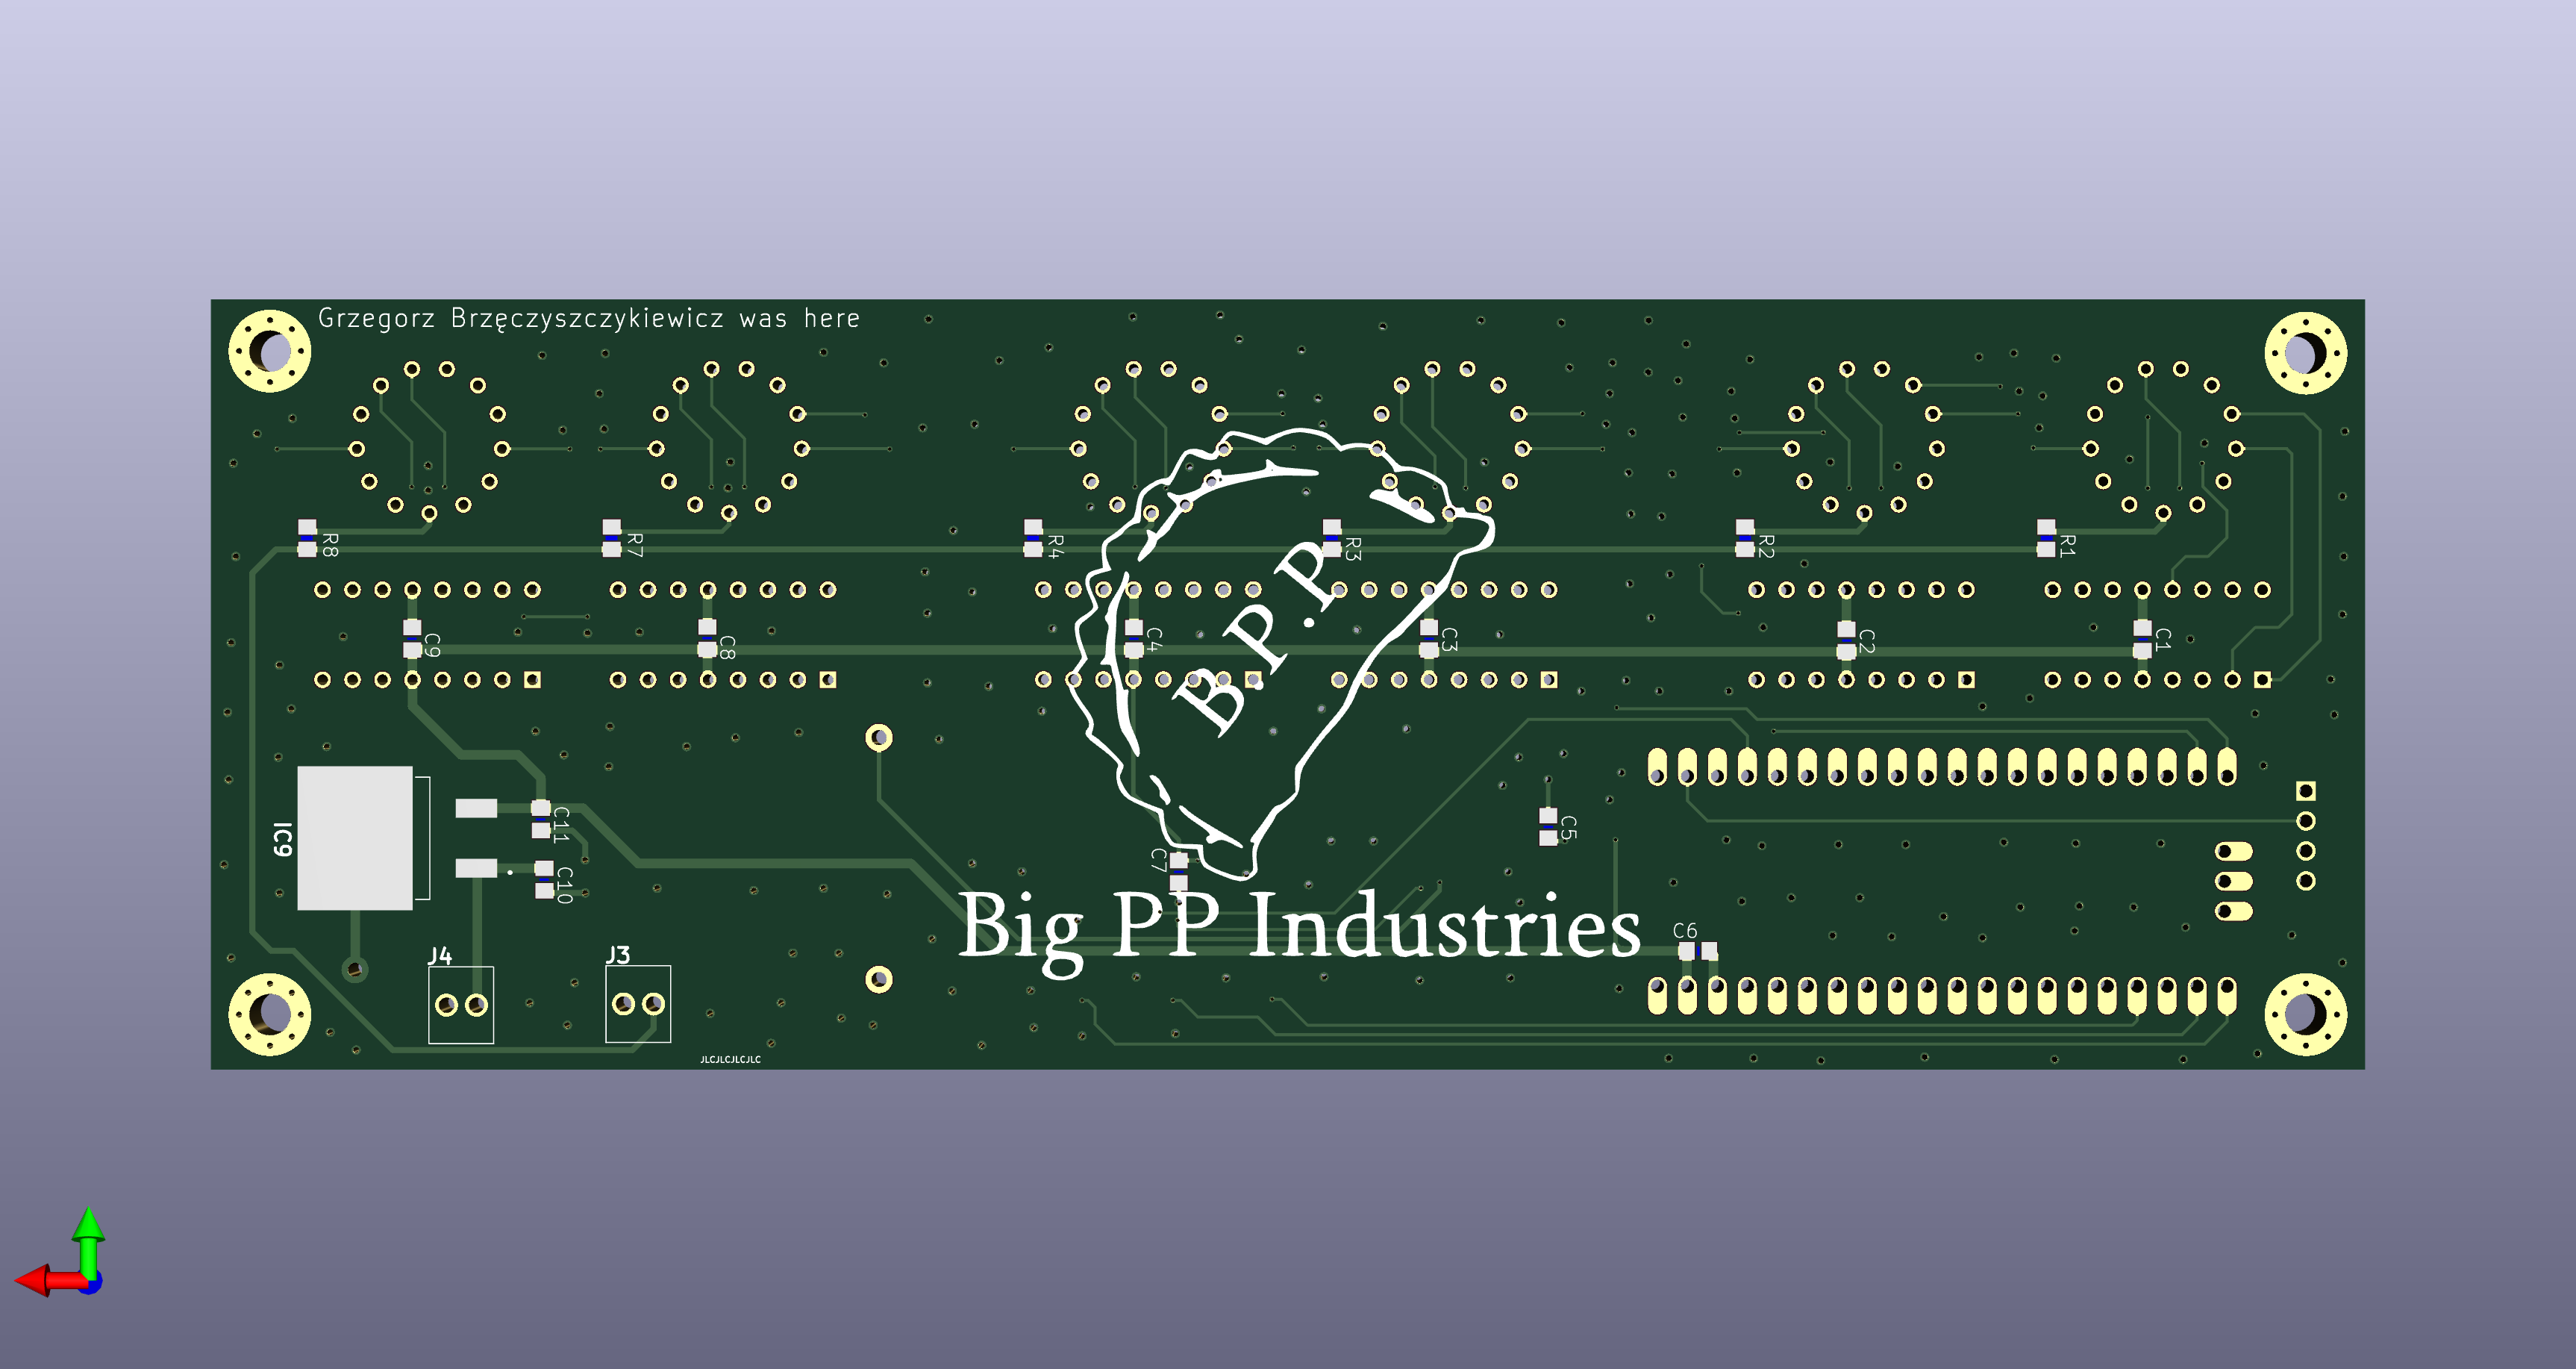 Grzegorz Brzęczyszczykiewicz was here
R8
R7
R4
R3
R2
R1
B.P.P
C9
C8
C4
C3
C2
C1
IC9
C11
C10
C7
C5
C6
Big PP Industries
J4
J3
JLCJLCJLCJLC